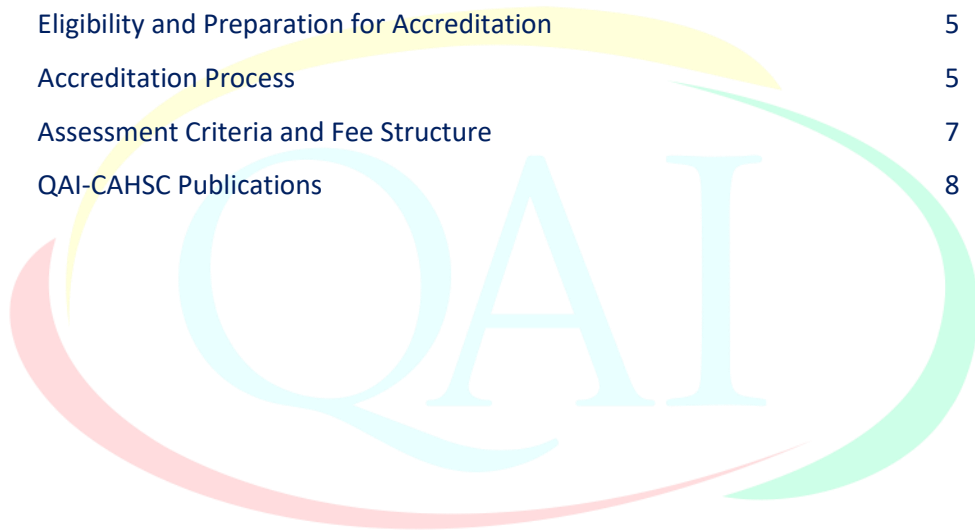 Eligibility and Preparation for Accreditation 5
Accreditation Process 5
Assessment Criteria and Fee Structure 7
QAI-CAHSC Publications 8
QAI